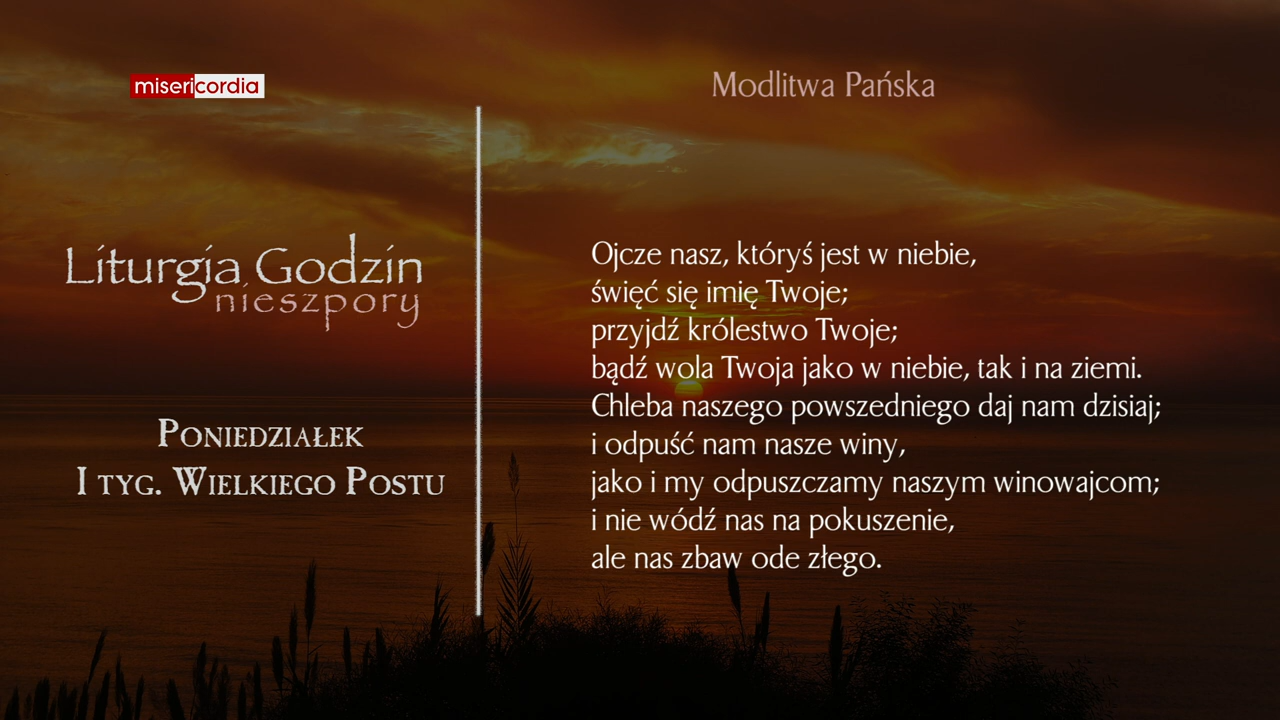 misericordia
Liturgia Godzin
nieszpory
Poniedziałek
I tyg. Wielkiego Postu
Modlitwa Pańska
Ojcze nasz, któryś jest w niebie,
święć się imię Twoje;
przyjdź królestwo Twoje;
bądź wola Twoja jako w niebie, tak i na ziemi.
Chleba naszego powszedniego daj nam dzisiaj;
i odpuść nam nasze winy,
jako i my odpuszczamy naszym winowajcom;
i nie wódź nas na pokuszenie,
ale nas zbaw ode złego.